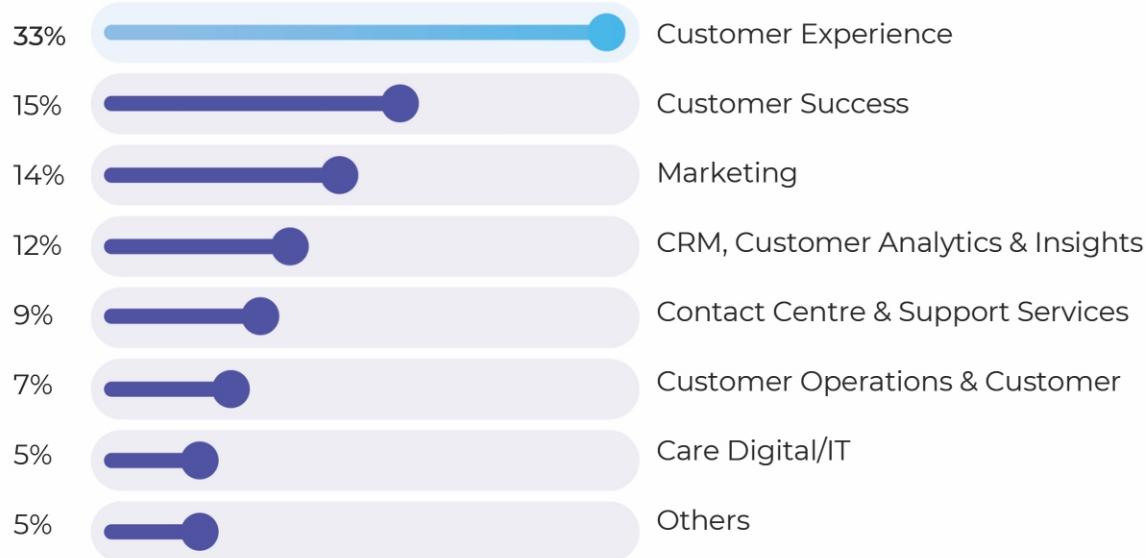 33% Customer Experience
15% Customer Success
14% Marketing
12% CRM, Customer Analytics & Insights
9% Contact Centre & Support Services
7% Customer Operations & Customer
5% Care Digital/IT
5% Others